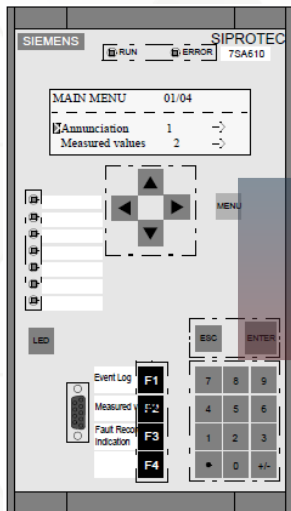 SIEMENS
SIPROTEC
RUN
ERROR
7SA610
MAIN MENU 01/04
Annunciation 1 -->
Measured values 2 -->
MENU
LED
ESC
ENTER
Event Log F1
Measured F2
Fault Recor F3
Indication
F4
7 8 9
4 5 6
1 2 3
• 0 +/-